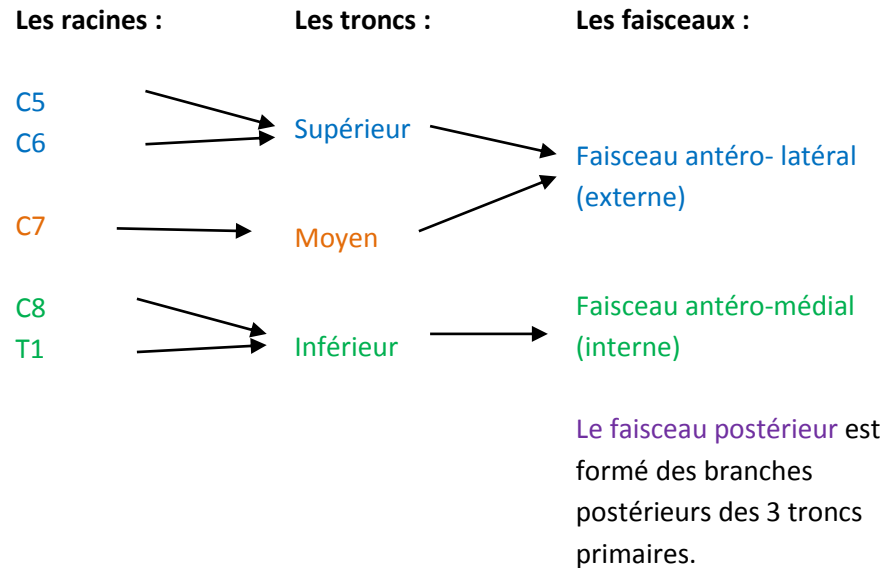 Les racines :
Les troncs :
Les faisceaux :
C5
C6
Supérieur
Faisceau antéro- latéral
(externe)
C7
Moyen
C8
T1
Inférieur
Faisceau antéro-médial
(interne)
Le faisceau postérieur est
formé des branches
postérieurs des 3 troncs
primaires.